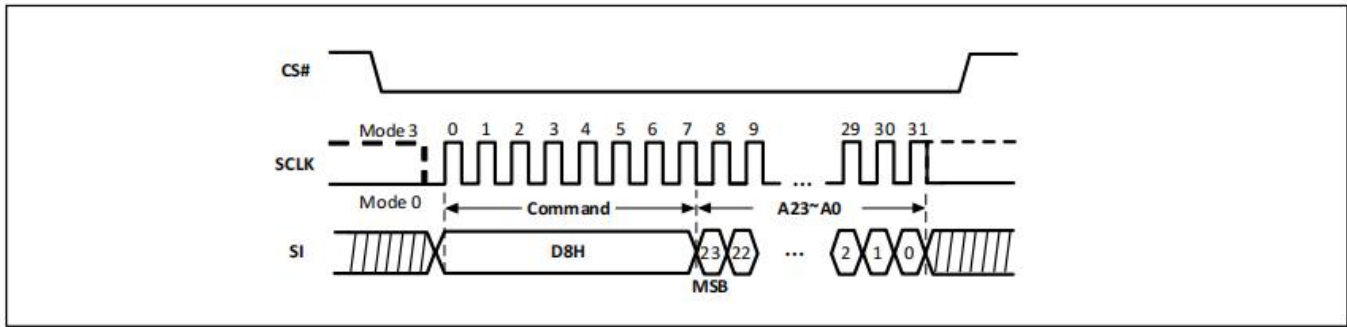 CS#
Mode 3 0 1 2 3 4 5 6 7 8 9 29 30 31
SCLK ...
Mode 0 Command A23~A0
SI D8H 23 22 ... 2 1 0
MSB